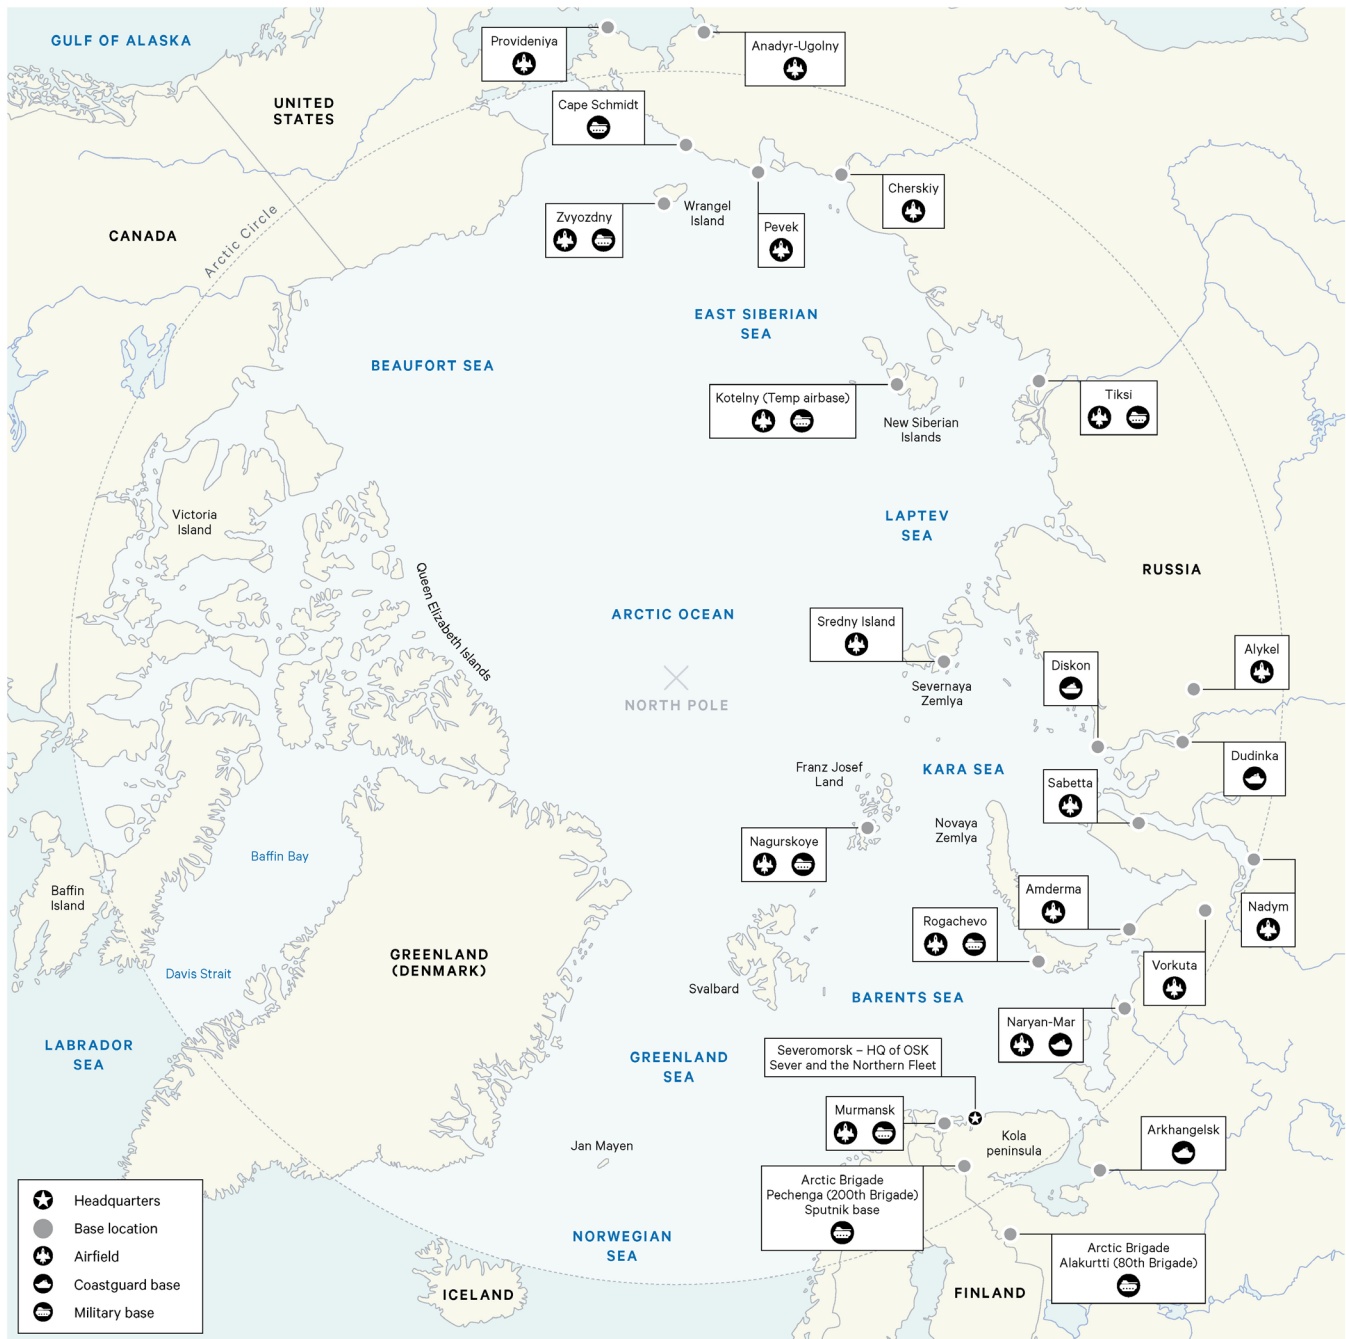 GULF OF ALASKA
Provideniya
Anadyr-Ugolny
UNITED
STATES
Cape Schmidt
Cherskiy
Wrangel
Island
Zvyozdny
Pevek
CANADA
Arctic Circle
EAST SIBERIAN
SEA
BEAUFORT SEA
Kotelny (Temp airbase)
Tiksi
New Siberian
Islands
Victoria
Island
LAPTEV
SEA
RUSSIA
Queen Elizabeth Islands
ARCTIC OCEAN
Sredny Island
Alykel
Diskon
Severnaya
Zemlya
NORTH POLE
Dudinka
Franz Josef
Land
KARA SEA
Sabetta
Novaya
Zemlya
Nagurskoye
Baffin Bay
Baffin
Island
Amderma
Nadym
Rogachevo
GREENLAND
(DENMARK)
Vorkuta
Davis Strait
Svalbard
BARENTS SEA
Naryan-Mar
LABRADOR
SEA
GREENLAND
SEA
Severomorsk – HQ of OSK
Sever and the Northern Fleet
Murmansk
Kola
peninsula
Arkhangelsk
Jan Mayen
Arctic Brigade
Pechenga (200th Brigade)
Sputnik base
NORWEGIAN
SEA
Arctic Brigade
Alakurtti (80th Brigade)
ICELAND
FINLAND
Headquarters
Base location
Airfield
Coastguard base
Military base